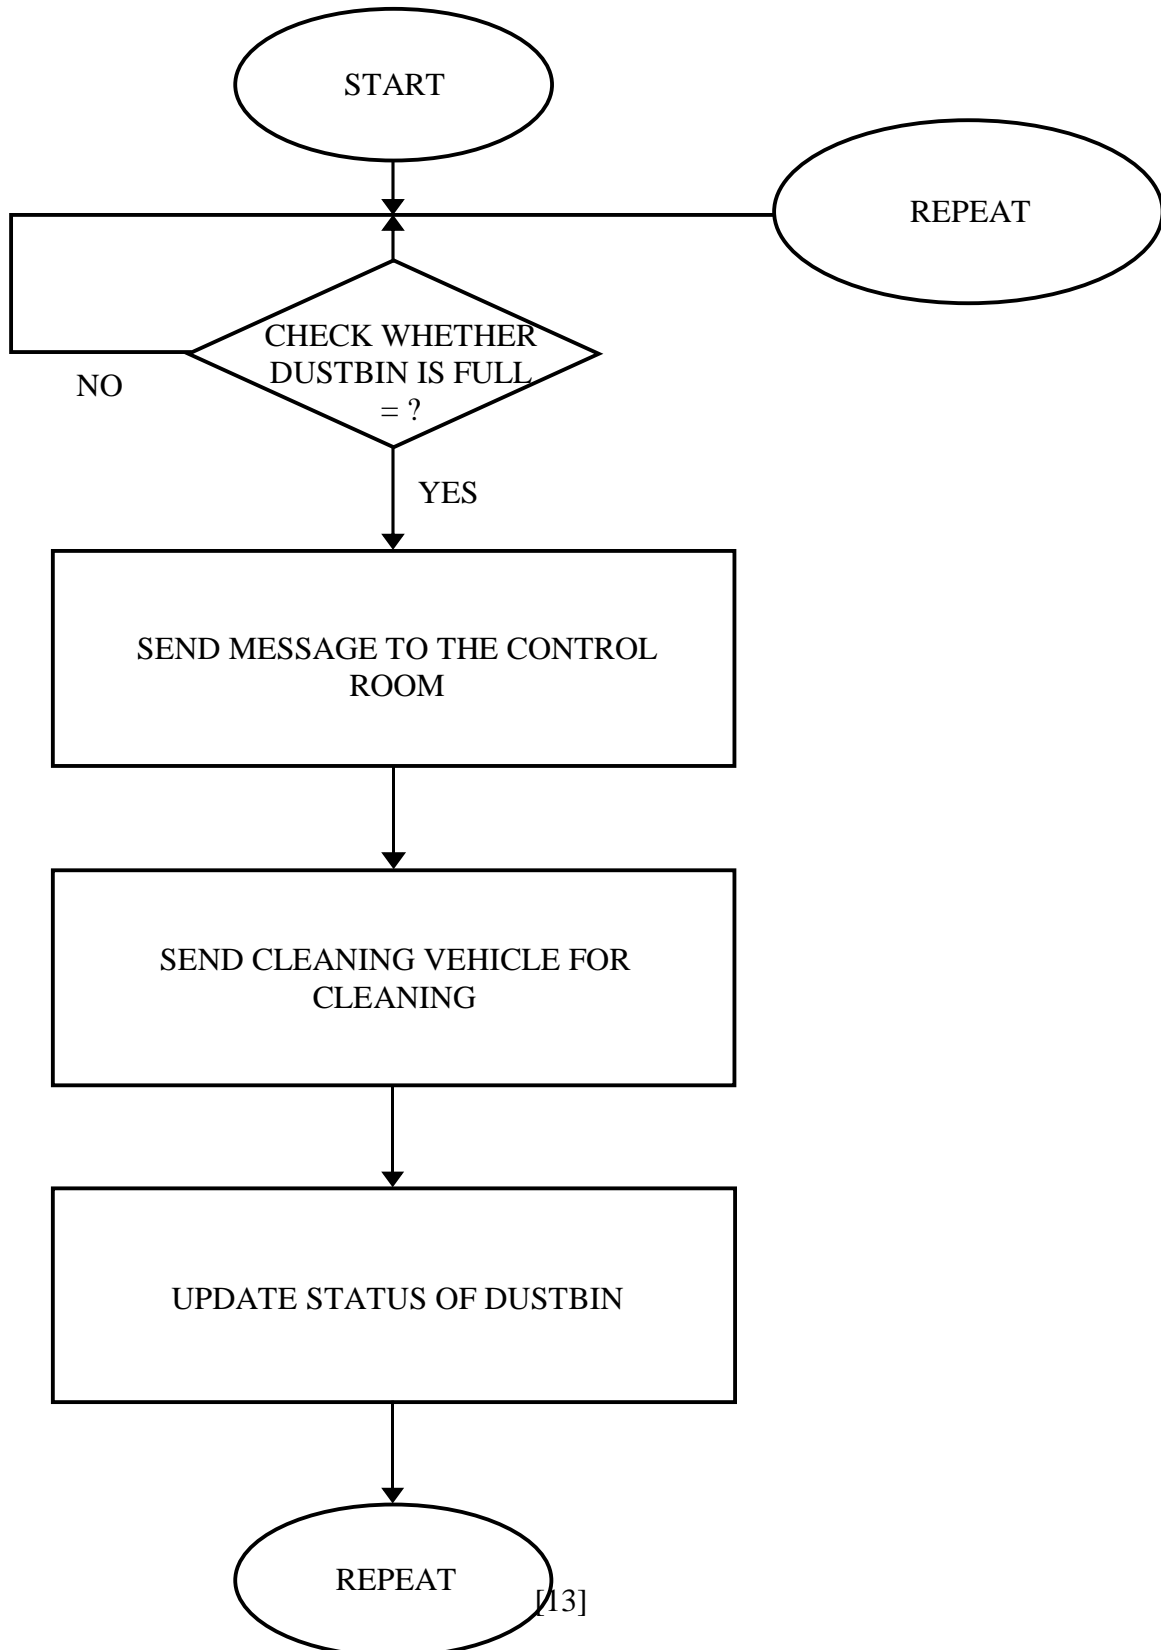 START
REPEAT
CHECK WHETHER
DUSTBIN IS FULL
= ?
NO
YES
SEND MESSAGE TO THE CONTROL
ROOM
SEND CLEANING VEHICLE FOR
CLEANING
UPDATE STATUS OF DUSTBIN
REPEAT
[13]